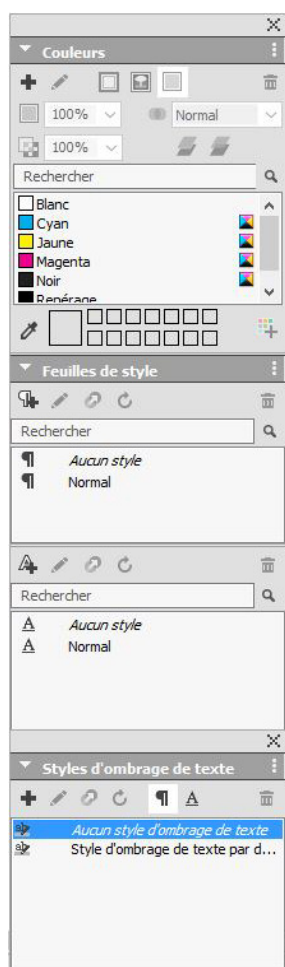 Couleurs
100%
Normal
100%
Rechercher
Blanc
Cyan
Jaune
Magenta
Noir
Repérage
Feuilles de style
Rechercher
Aucun style
Normal
Rechercher
A Aucun style
A Normal
Styles d'ombrage de texte
A
Aucun style d'ombrage de texte
Style d'ombrage de texte par d...